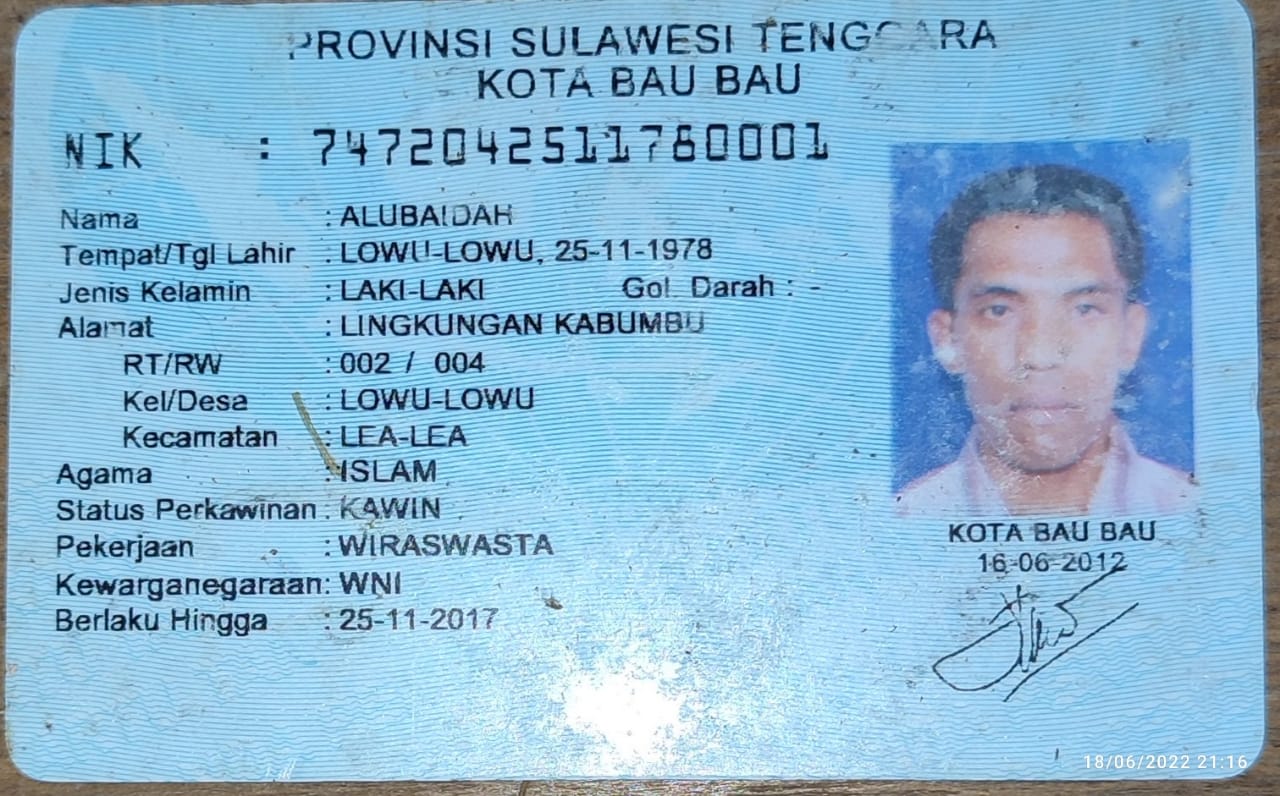 PROVINSI SULAWESI TENGGARA
KOTA BAU BAU
NIK : 7472042511780001
Nama : ALUBAIDAH
Tempat/Tgl Lahir : LOWU-LOWU, 25-11-1978
Jenis Kelamin : LAKI-LAKI Gol. Darah : -
Alamat : LINGKUNGAN KABUMBU
RT/RW : 002 / 004
Kel/Desa : LOWU-LOWU
Kecamatan : LEA-LEA
Agama : ISLAM
Status Perkawinan : KAWIN
Pekerjaan : WIRASWASTA
Kewarganegaraan: WNI
Berlaku Hingga : 25-11-2017
KOTA BAU BAU
16-06-2012
18/06/2022 21:16